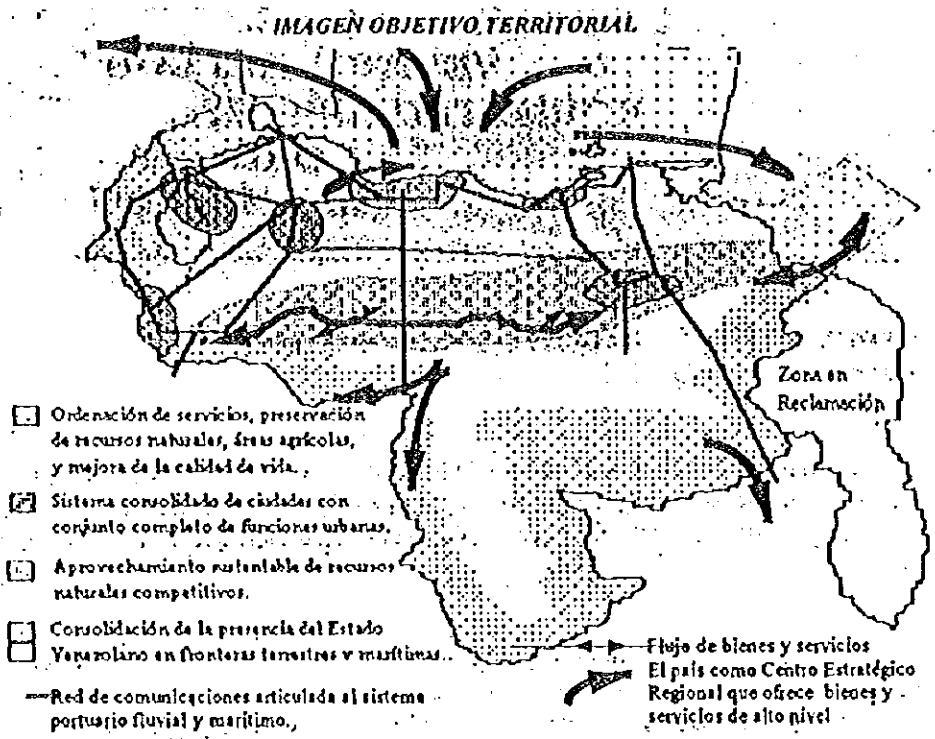 IMAGEN OBJETIVO TERRITORIAL
Zona en
Reclamación
Ordenación de servicios, preservación
de recursos naturales, áreas agrícolas,
y mejora de la calidad de vida.
Sistema consolidado de ciudades con
conjunto completo de funciones urbanas.
Aprovechamiento sustentable de recursos
naturales competitivos.
Consolidación de la presencia del Estado
Venezolano en fronteras terrestres y marítimas.
Red de comunicaciones articulada al sistema
portuario fluvial y marítimo.
Flujo de bienes y servicios
El país como Centro Estratégico
Regional que ofrece bienes y
servicios de alto nivel